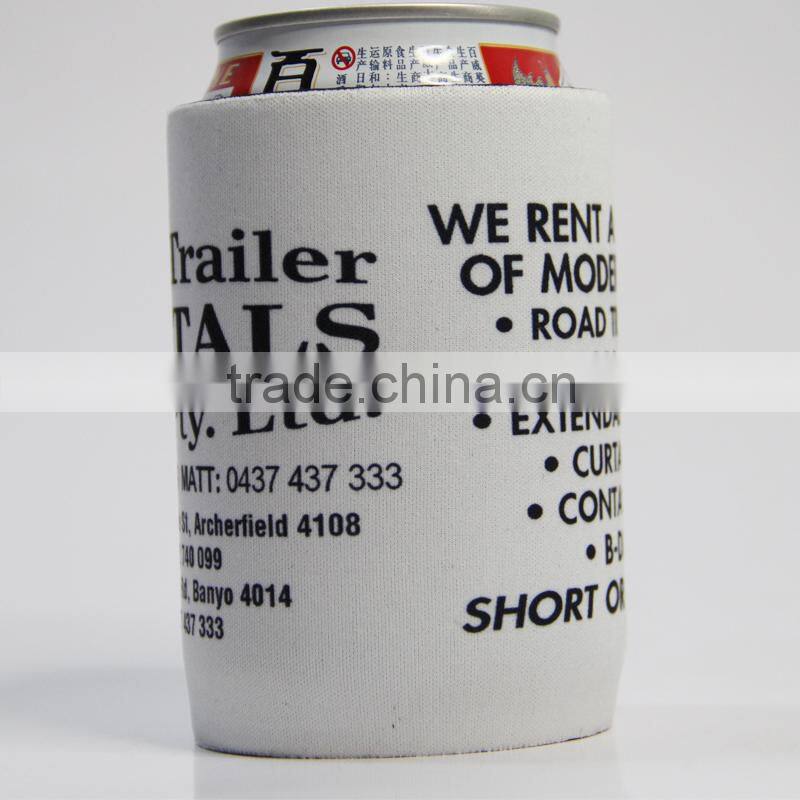 百
Trailer
TALS
ty. Ltd.
MATT: 0437 437 333
St, Archerfield 4108
740 099
Rd, Banyo 4014
437 333
WE RENT A
OF MODE
• ROAD T
• EXTENDA
• CURTA
• CONTA
• B-D
SHORT OR
trade.china.cn